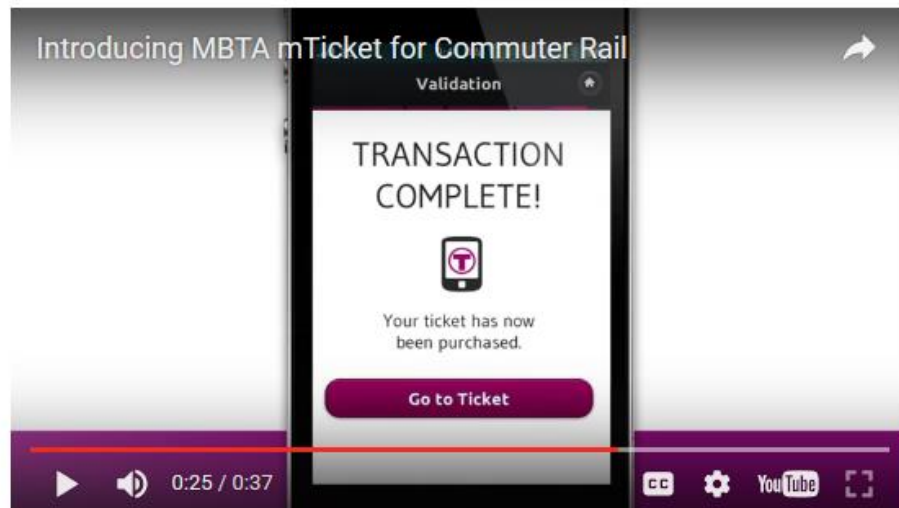 Introducing MBTA mTicket for Commuter Rail
Validation
TRANSACTION
COMPLETE!
T
Your ticket has now
been purchased.
Go to Ticket
0:25 / 0:37
CC
YouTube